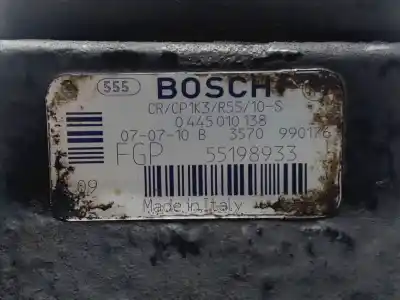 555 BOSCH
CR/CP1K3/R55/10-S
0 445 010 138
07-07-10 B 3570 990176
FGP 55198933
09
Made in Italy